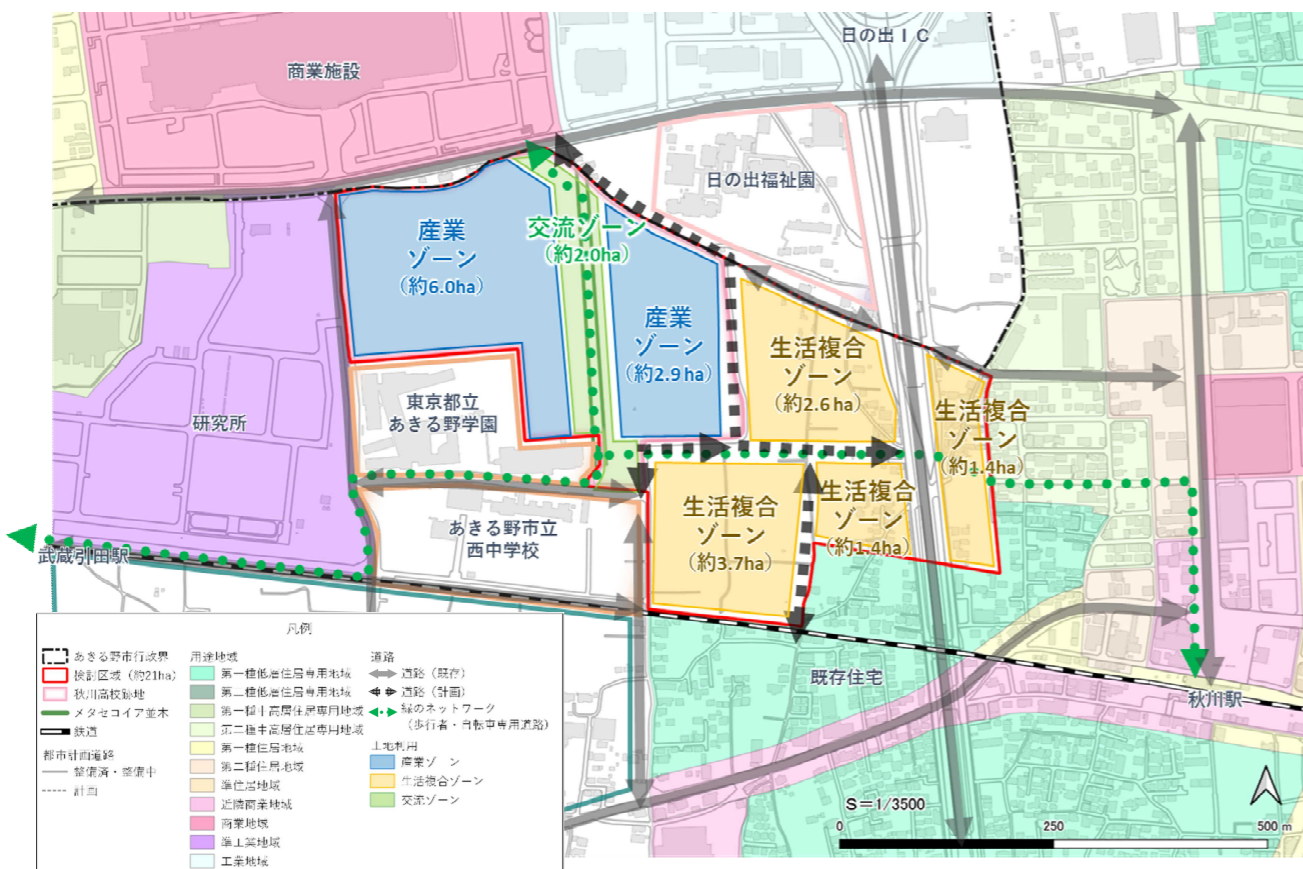 日の出IC
商業施設
日の出福祉園
産業
ゾーン
(約6.0ha)
交流ゾーン
(約2.0ha)
産業
ゾーン
(約2.9ha)
生活複合
ゾーン
(約2.6ha)
生活複合
ゾーン
(約1.4ha)
研究所
東京都立
あきる野学園
あきる野市立
西中学校
生活複合
ゾーン
(約3.7ha)
生活複合
ゾーン
(約1.4ha)
武蔵引田駅
既存住宅
秋川駅
凡例
あきる野市行政界
検討区域(約21ha)
秋川高校跡地
メタセコイア並木
鉄道
都市計画道路
整備済・整備中
計画
用途地域
第一種低層住居専用地域
第二種低層住居専用地域
第一種中高層住居専用地域
第二種中高層住居専用地域
第一種住居地域
第二種住居地域
準住居地域
近隣商業地域
商業地域
準工業地域
工業地域
道路
道路(既存)
道路(計画)
緑のネットワーク
(歩行者・自転車専用道路)
土地利用
産業ゾーン
生活複合ゾーン
交流ゾーン
S=1/3500
0
250
500 m